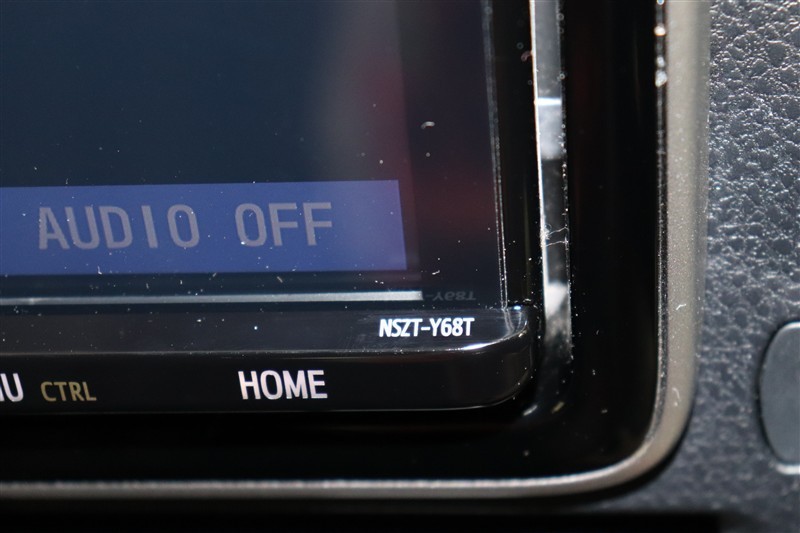 AUDIO OFF
NSZT-Y68T
CTRL
HOME